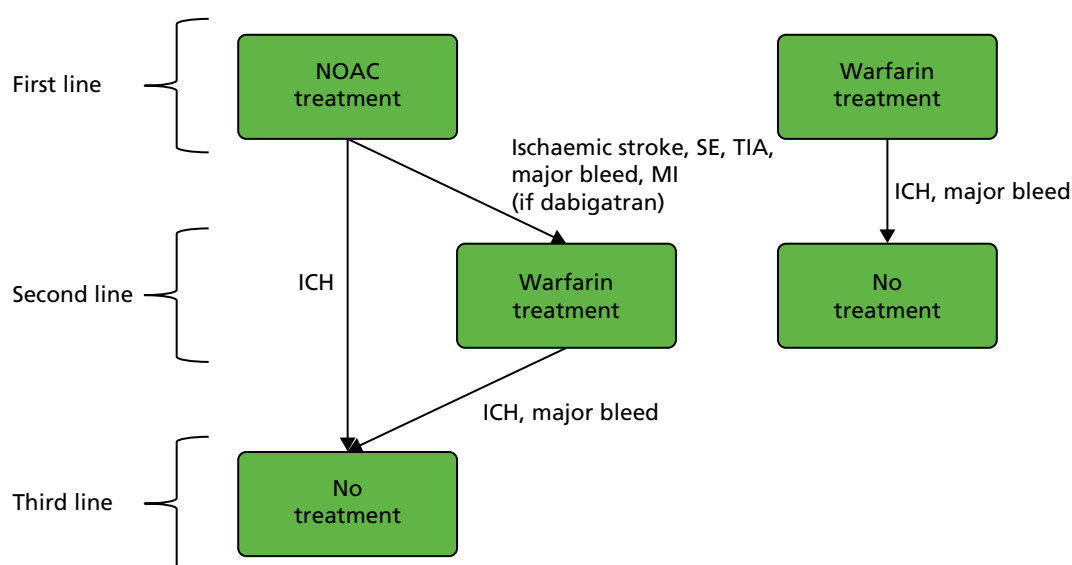 First line
NOAC
treatment
Warfarin
treatment
Ischaemic stroke, SE, TIA,
major bleed, MI
(if dabigatran)
ICH, major bleed
Second line
ICH
Warfarin
treatment
No
treatment
ICH, major bleed
Third line
No
treatment